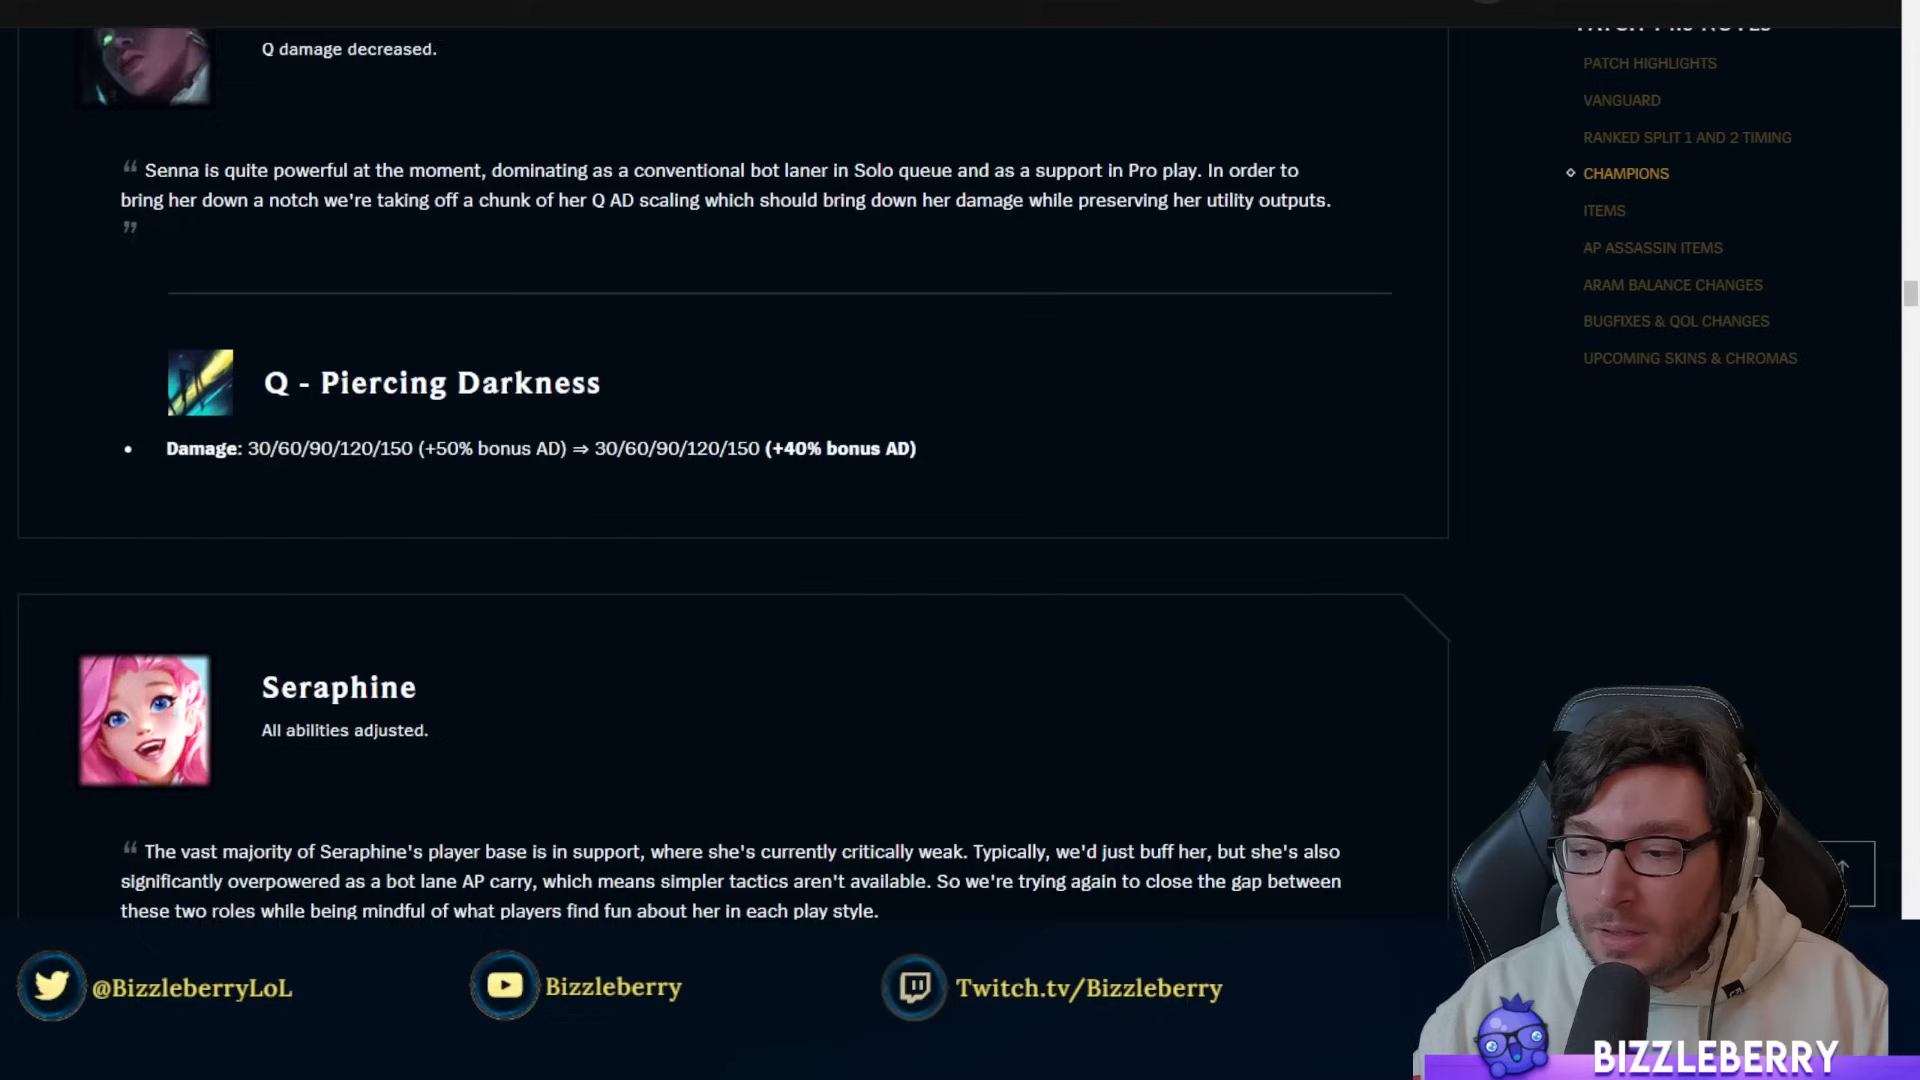 Q damage decreased.
“ Senna is quite powerful at the moment, dominating as a conventional bot laner in Solo queue and as a support in Pro play. In order to
bring her down a notch we're taking off a chunk of her Q AD scaling which should bring down her damage while preserving her utility outputs.
”
Q - Piercing Darkness
• Damage: 30/60/90/120/150 (+50% bonus AD) ⇒ 30/60/90/120/150 (+40% bonus AD)
Seraphine
All abilities adjusted.
“ The vast majority of Seraphine's player base is in support, where she's currently critically weak. Typically, we'd just buff her, but she's also
significantly overpowered as a bot lane AP carry, which means simpler tactics aren't available. So we're trying again to close the gap between
these two roles while being mindful of what players find fun about her in each play style.
PATCH HIGHLIGHTS
VANGUARD
RANKED SPLIT 1 AND 2 TIMING
CHAMPIONS
ITEMS
AP ASSASSIN ITEMS
ARAM BALANCE CHANGES
BUGFIXES & QOL CHANGES
UPCOMING SKINS & CHROMAS
@BizzleberryLoL
Bizzleberry
Twitch.tv/Bizzleberry
BIZZLEBERRY